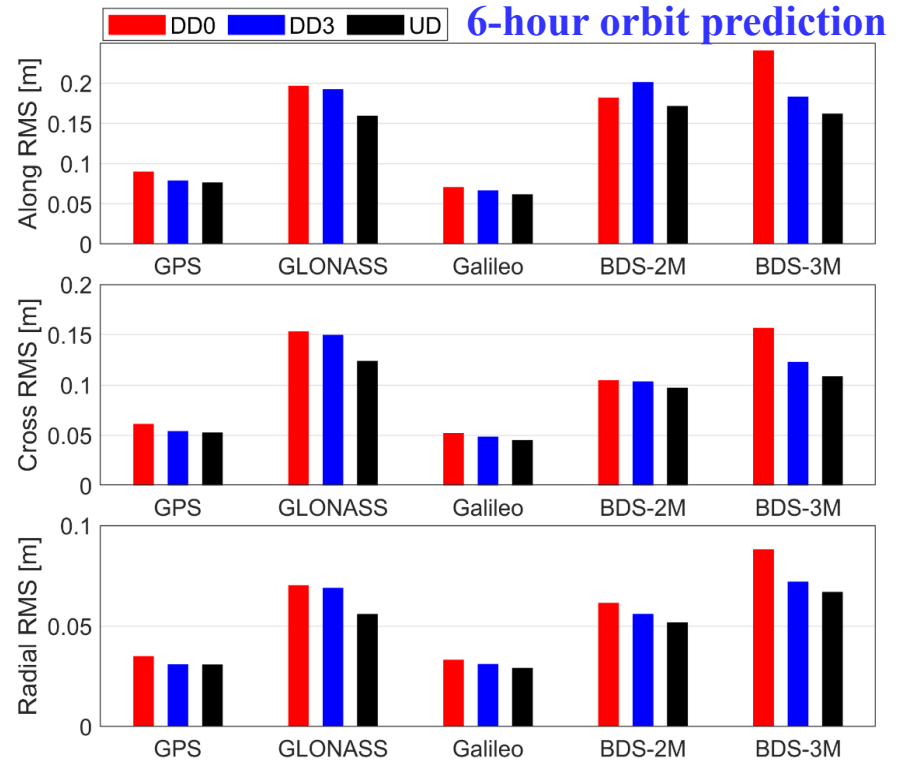 DD0 DD3 UD 6-hour orbit prediction
Along RMS [m]
0.2
0.15
0.1
0.05
0
GPS GLONASS Galileo BDS-2M BDS-3M
Cross RMS [m]
0.2
0.15
0.1
0.05
0
GPS GLONASS Galileo BDS-2M BDS-3M
Radial RMS [m]
0.1
0.05
0
GPS GLONASS Galileo BDS-2M BDS-3M